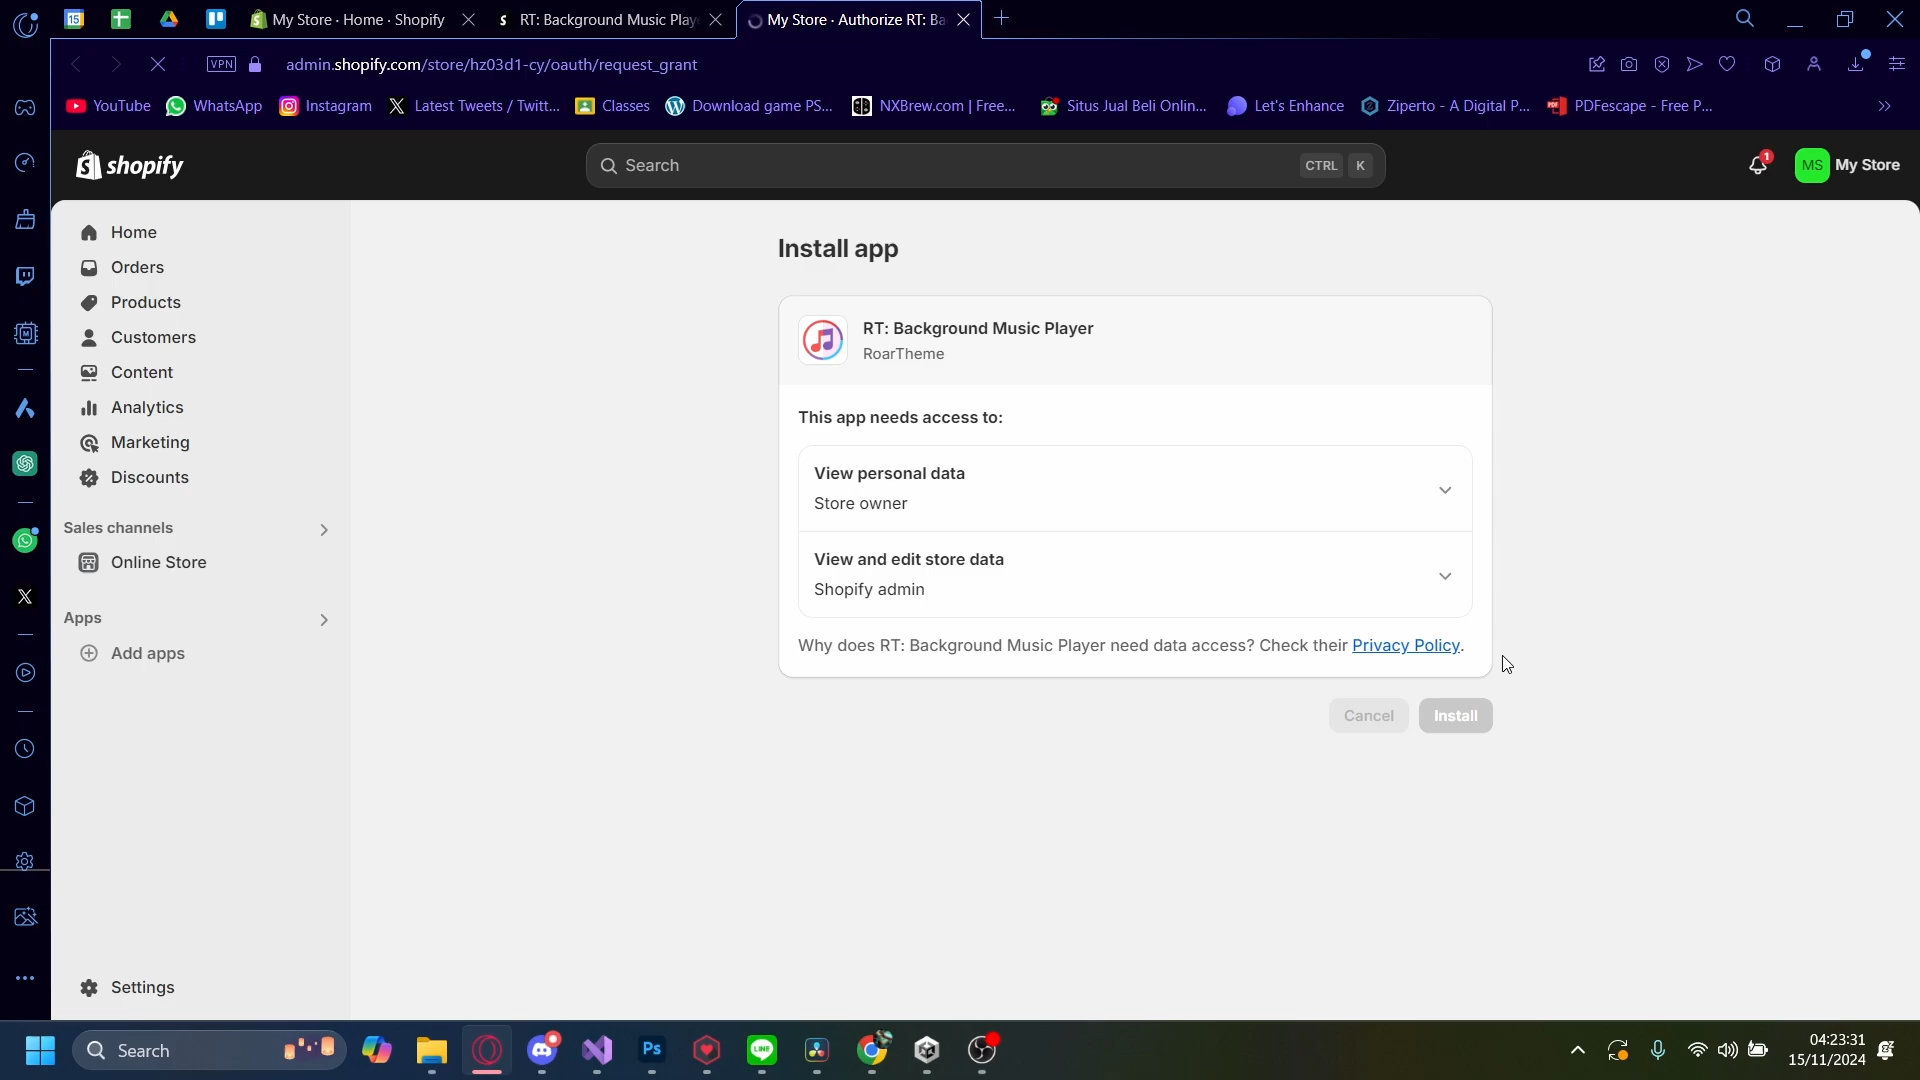 My Store · Home · Shopify
RT: Background Music Play
My Store · Authorize RT: Ba
VPN
admin.shopify.com/store/hz03d1-cy/oauth/request_grant
YouTube
WhatsApp
Instagram
Latest Tweets / Twitt...
Classes
Download game PS...
NXBrew.com | Free...
Situs Jual Beli Onlin...
Let's Enhance
Ziperto - A Digital P...
PDFescape - Free P...
shopify
Search
CTRL K
1
MS My Store
Home
Orders
Products
Customers
Content
Analytics
Marketing
Discounts
Sales channels
Online Store
Apps
Add apps
Settings
Install app
RT: Background Music Player
RoarTheme
This app needs access to:
View personal data
Store owner
View and edit store data
Shopify admin
Why does RT: Background Music Player need data access? Check their Privacy Policy.
Cancel
Install
Search
Ps
LINE
04:23:31
15/11/2024